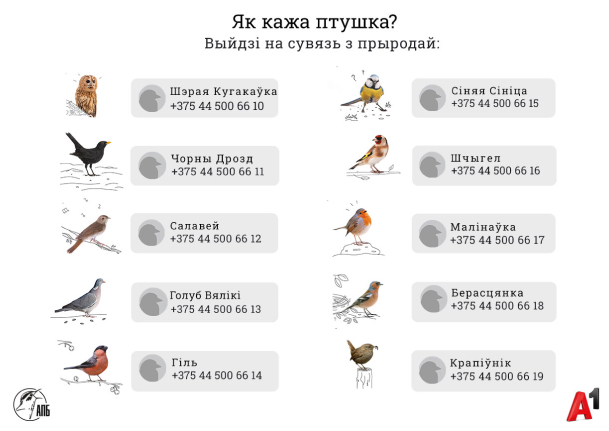 Як кажа птушка?
Выйдзі на сувязь з прыродай:
Шэрая Кугакаўка
+375 44 500 66 10
Чорны Дрозд
+375 44 500 66 11
Салавей
+375 44 500 66 12
Голуб Вялікі
+375 44 500 66 13
Гіль
+375 44 500 66 14
Сіняя Сініца
+375 44 500 66 15
Шчыгел
+375 44 500 66 16
Малінаўка
+375 44 500 66 17
Берасцянка
+375 44 500 66 18
Крапіўнік
+375 44 500 66 19
АПБ
A1